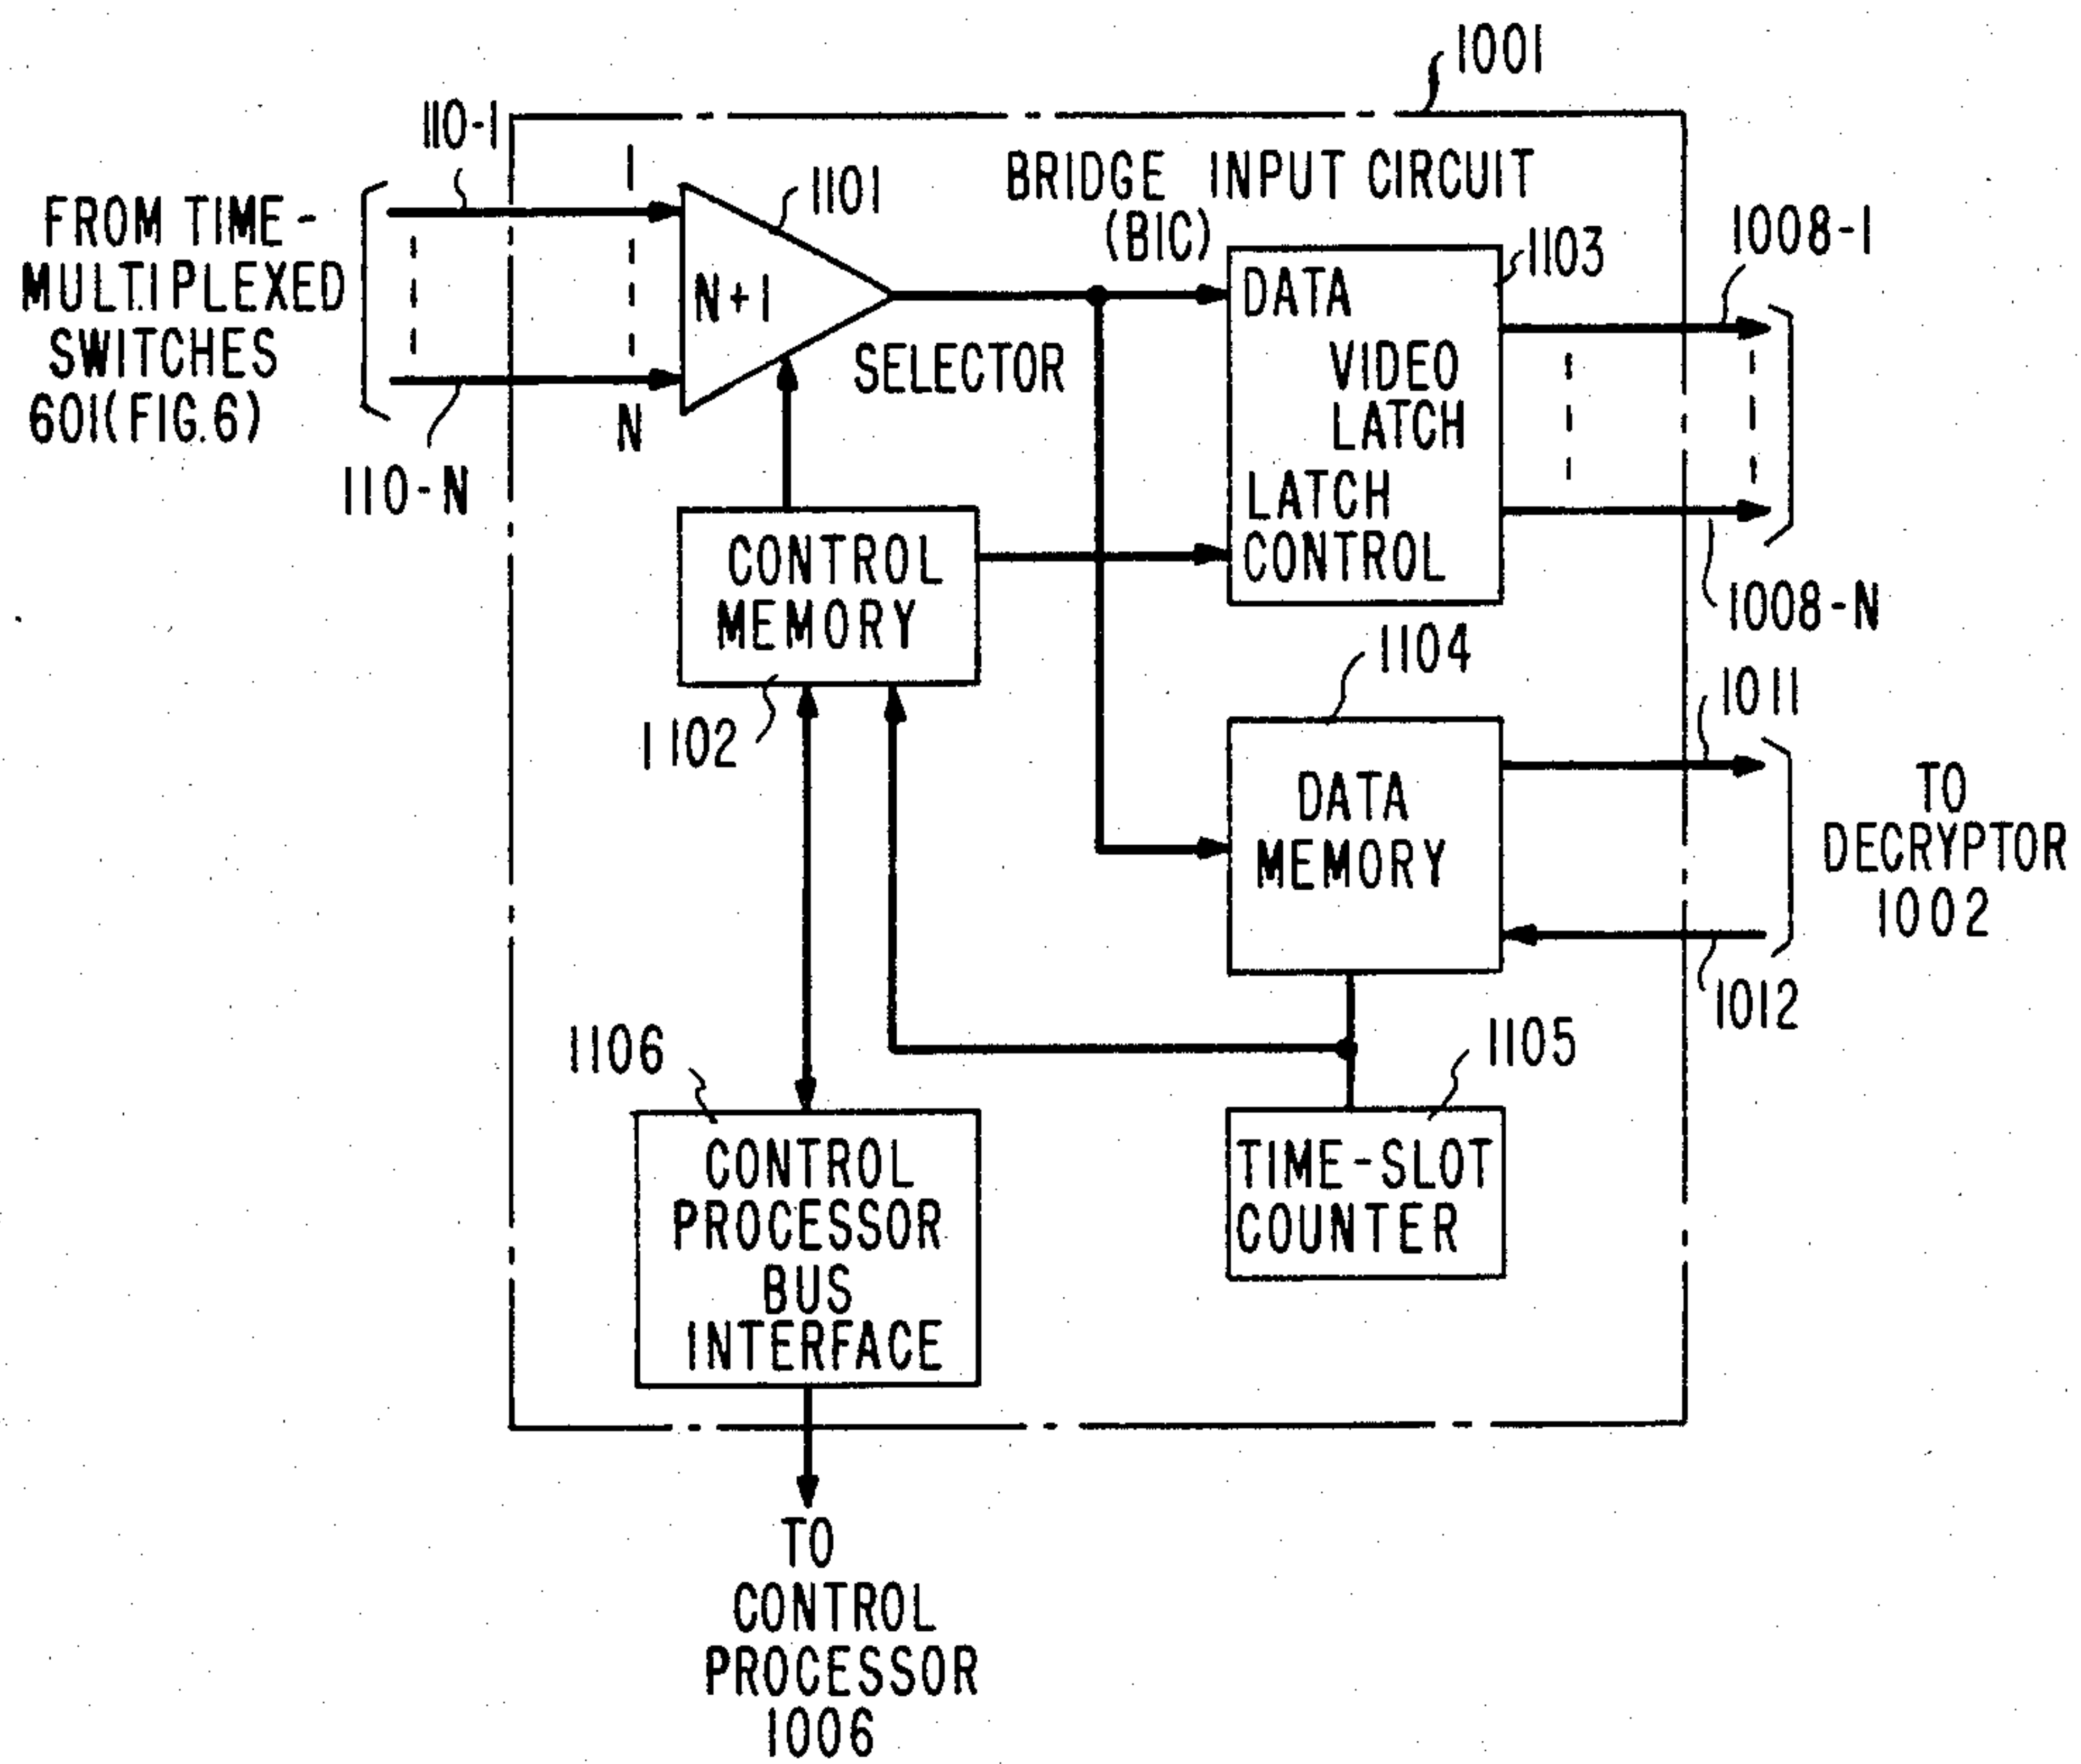 1001
110-1
1
1101
BRIDGE INPUT CIRCUIT
(BIC)
FROM TIME-
MULTIPLEXED
SWITCHES
601(FIG.6)
110-N
N
N+1
SELECTOR
DATA
VIDEO
LATCH
LATCH
CONTROL
1103
1008-1
1008-N
CONTROL
MEMORY
1102
1104
DATA
MEMORY
1011
1012
TO
DECRYPTOR
1002
1106
CONTROL
PROCESSOR
BUS
INTERFACE
1105
TIME-SLOT
COUNTER
TO
CONTROL
PROCESSOR
1006